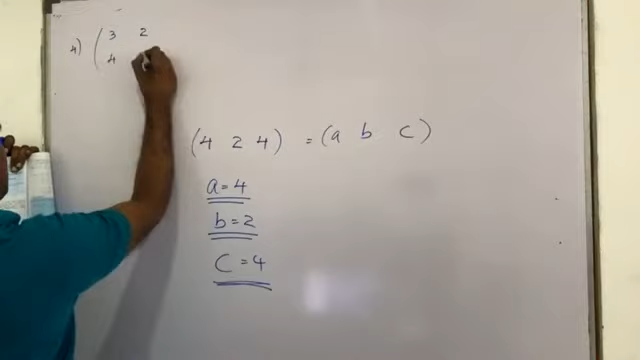 4) ( 3 2
4
(4 2 4) = (a b c)
a = 4
b = 2
c = 4